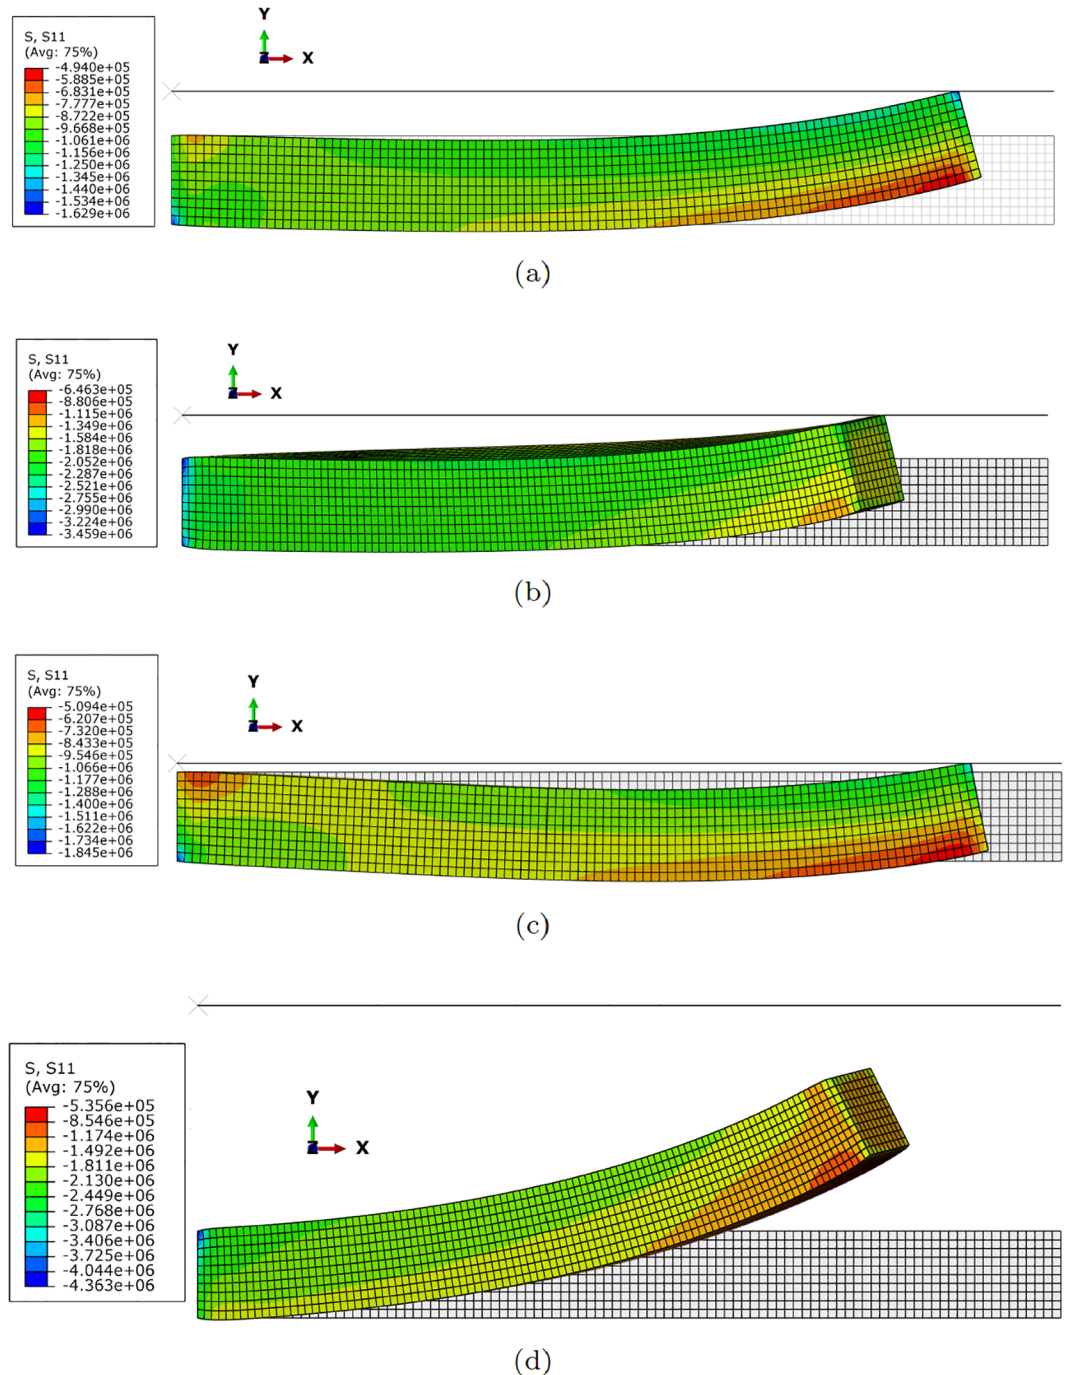 Y
X
Z
S, S11
(Avg: 75%)
-4.940e+05
-5.885e+05
-6.831e+05
-7.777e+05
-8.722e+05
-9.668e+05
-1.061e+06
-1.156e+06
-1.250e+06
-1.345e+06
-1.440e+06
-1.534e+06
-1.629e+06
(a)
Y
X
Z
S, S11
(Avg: 75%)
-6.463e+05
-8.806e+05
-1.115e+06
-1.349e+06
-1.584e+06
-1.818e+06
-2.052e+06
-2.287e+06
-2.521e+06
-2.755e+06
-2.990e+06
-3.224e+06
-3.459e+06
(b)
S, S11
(Avg: 75%)
-5.094e+05
-6.207e+05
-7.320e+05
-8.433e+05
-9.546e+05
-1.066e+06
-1.177e+06
-1.288e+06
-1.400e+06
-1.511e+06
-1.622e+06
-1.734e+06
-1.845e+06
Y
X
Z
(c)
S, S11
(Avg: 75%)
-5.356e+05
-8.546e+05
-1.174e+06
-1.492e+06
-1.811e+06
-2.130e+06
-2.449e+06
-2.768e+06
-3.087e+06
-3.406e+06
-3.725e+06
-4.044e+06
-4.363e+06
Y
X
Z
(d)